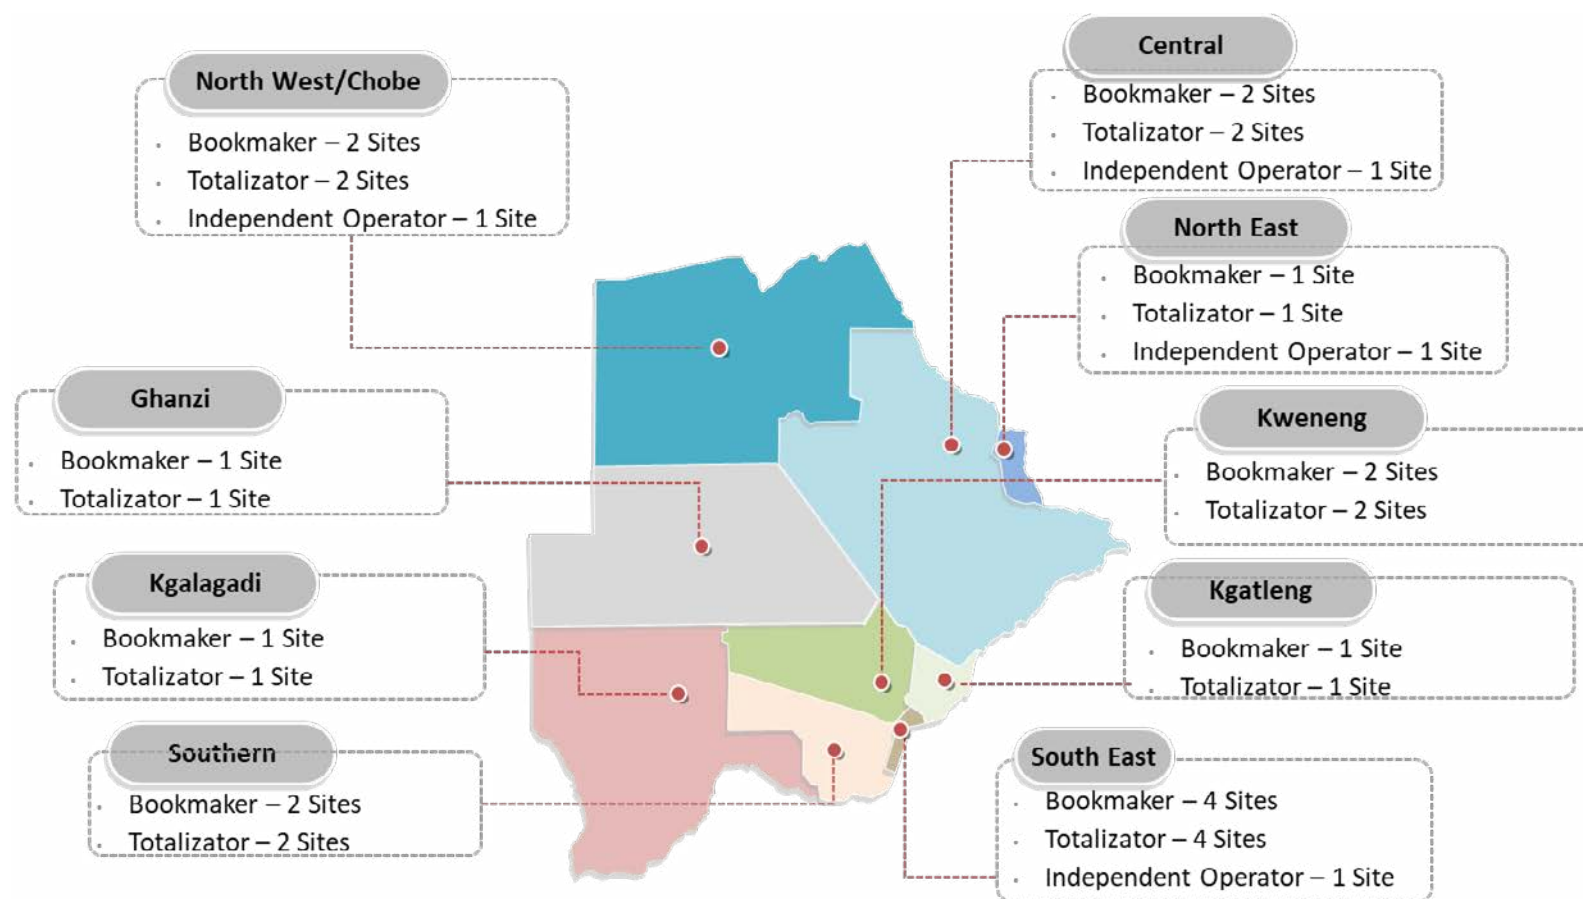 North West/Chobe
Bookmaker – 2 Sites
Totalizator – 2 Sites
Independent Operator – 1 Site
Ghanzi
Bookmaker – 1 Site
Totalizator – 1 Site
Kgalagadi
Bookmaker – 1 Site
Totalizator – 1 Site
Southern
Bookmaker – 2 Sites
Totalizator – 2 Sites
Central
Bookmaker – 2 Sites
Totalizator – 2 Sites
Independent Operator – 1 Site
North East
Bookmaker – 1 Site
Totalizator – 1 Site
Independent Operator – 1 Site
Kweneng
Bookmaker – 2 Sites
Totalizator – 2 Sites
Kgatleng
Bookmaker – 1 Site
Totalizator – 1 Site
South East
Bookmaker – 4 Sites
Totalizator – 4 Sites
Independent Operator – 1 Site